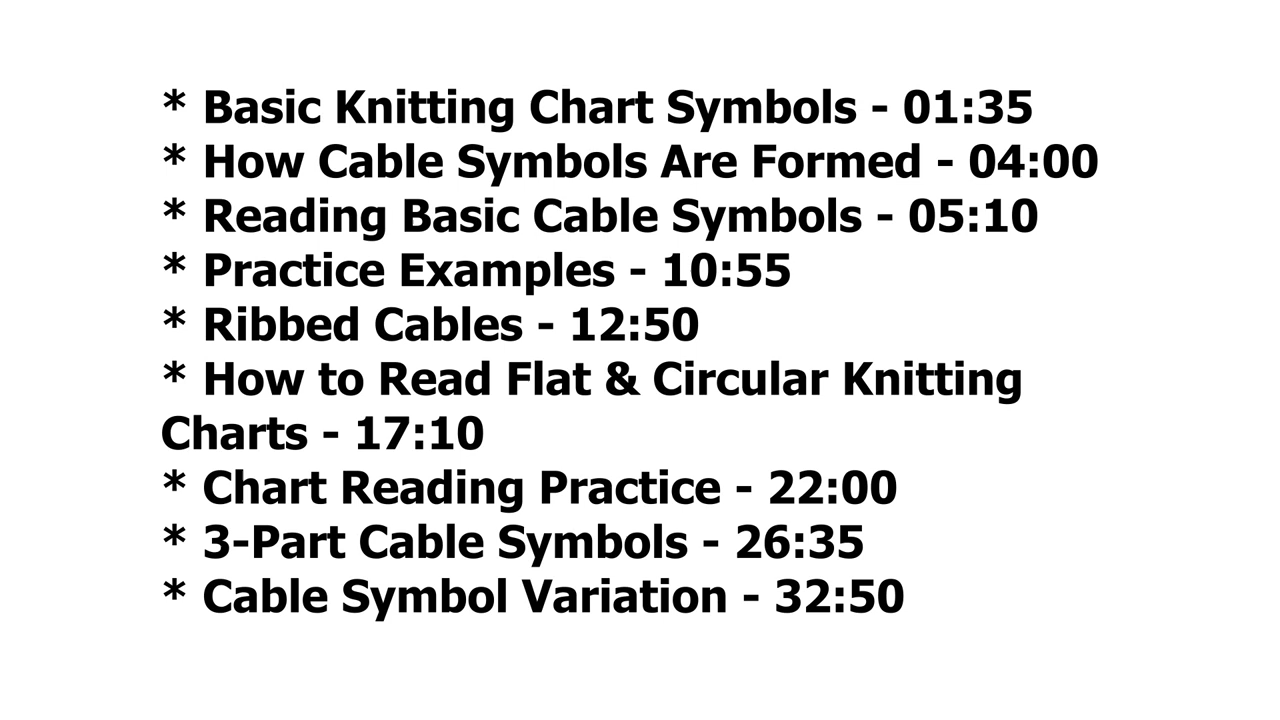 * Basic Knitting Chart Symbols - 01:35
* How Cable Symbols Are Formed - 04:00
* Reading Basic Cable Symbols - 05:10
* Practice Examples - 10:55
* Ribbed Cables - 12:50
* How to Read Flat & Circular Knitting
Charts - 17:10
* Chart Reading Practice - 22:00
* 3-Part Cable Symbols - 26:35
* Cable Symbol Variation - 32:50